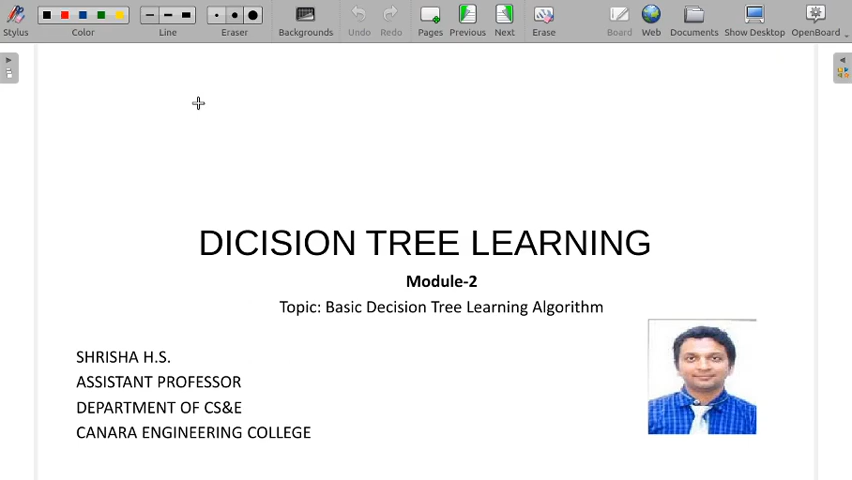 Stylus Color Line Eraser Backgrounds Undo Redo Pages Previous Next Erase Board Web Documents Show Desktop OpenBoard
DICISION TREE LEARNING
Module-2
Topic: Basic Decision Tree Learning Algorithm
SHRISHA H.S.
ASSISTANT PROFESSOR
DEPARTMENT OF CS&E
CANARA ENGINEERING COLLEGE